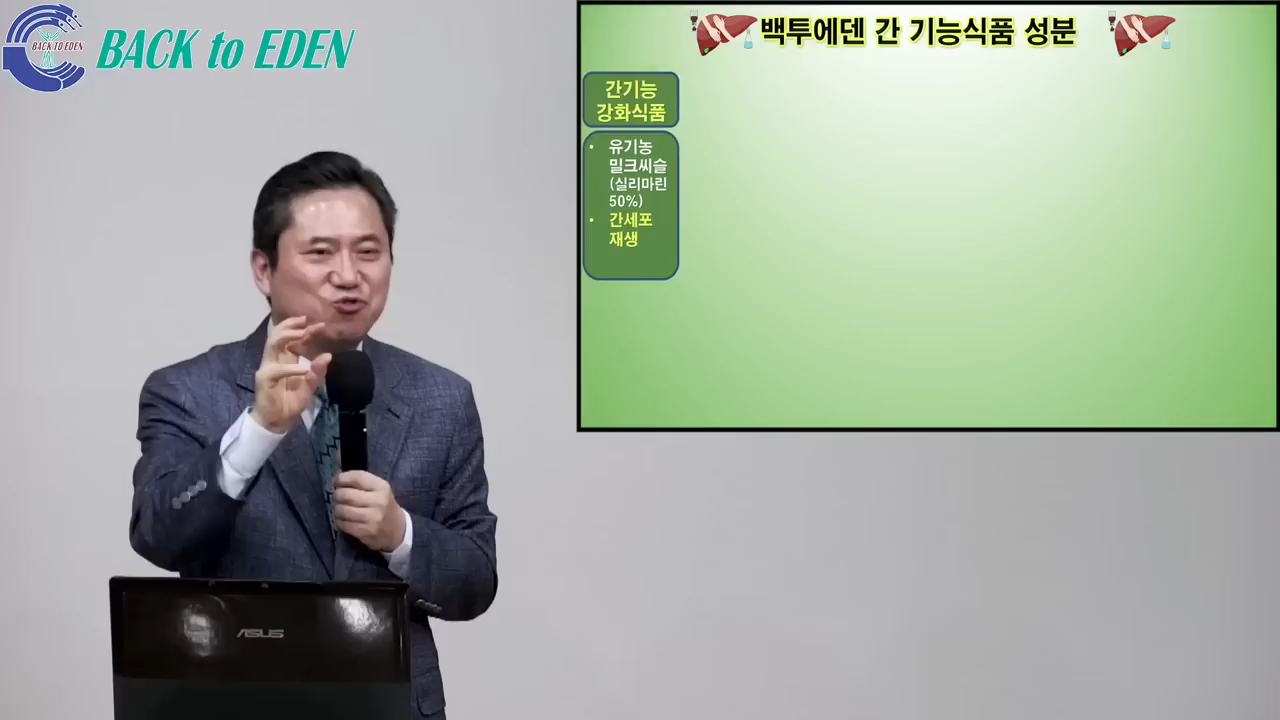 BACK TO EDEN
BACK to EDEN
백투에덴 간 기능식품 성분
간기능
강화식품
• 유기농
밀크씨슬
(실리마린
50%)
• 간세포
재생
ASUS